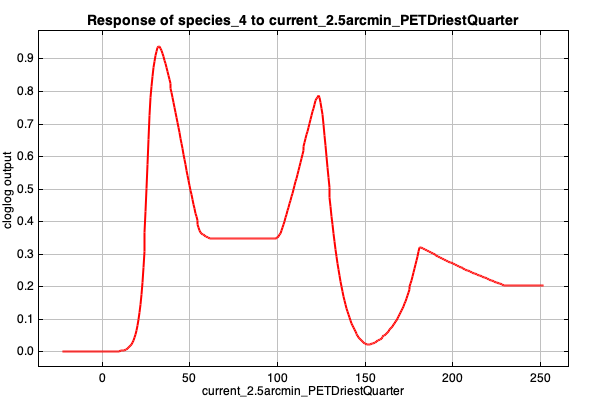 Response of species_4 to current_2.5arcmin_PETDriestQuarter
cloglog output
0.9
0.8
0.7
0.6
0.5
0.4
0.3
0.2
0.1
0.0
0 50 100 150 200 250
current_2.5arcmin_PETDriestQuarter